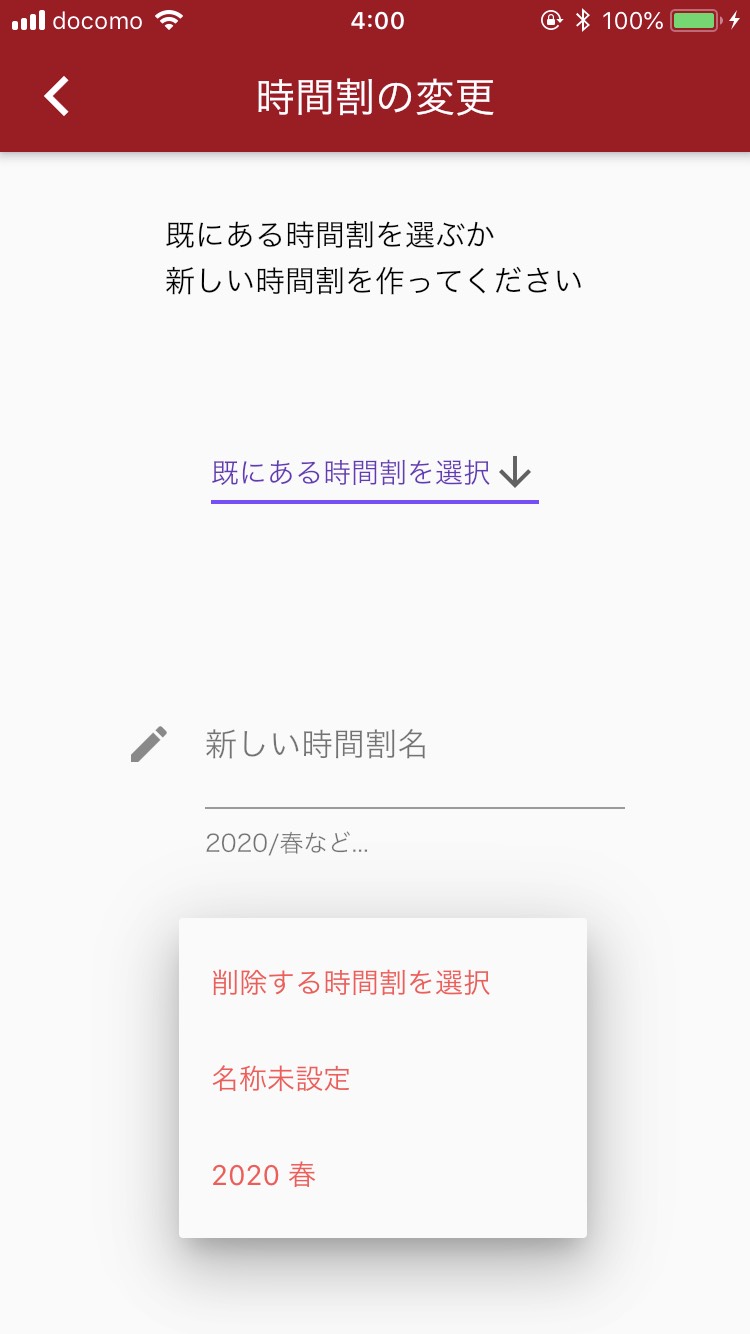 docomo 4:00 100%
時間割の変更
既にある時間割を選ぶか
新しい時間割を作ってください
既にある時間割を選択
新しい時間割名
2020/春など...
削除する時間割を選択
名称未設定
2020 春